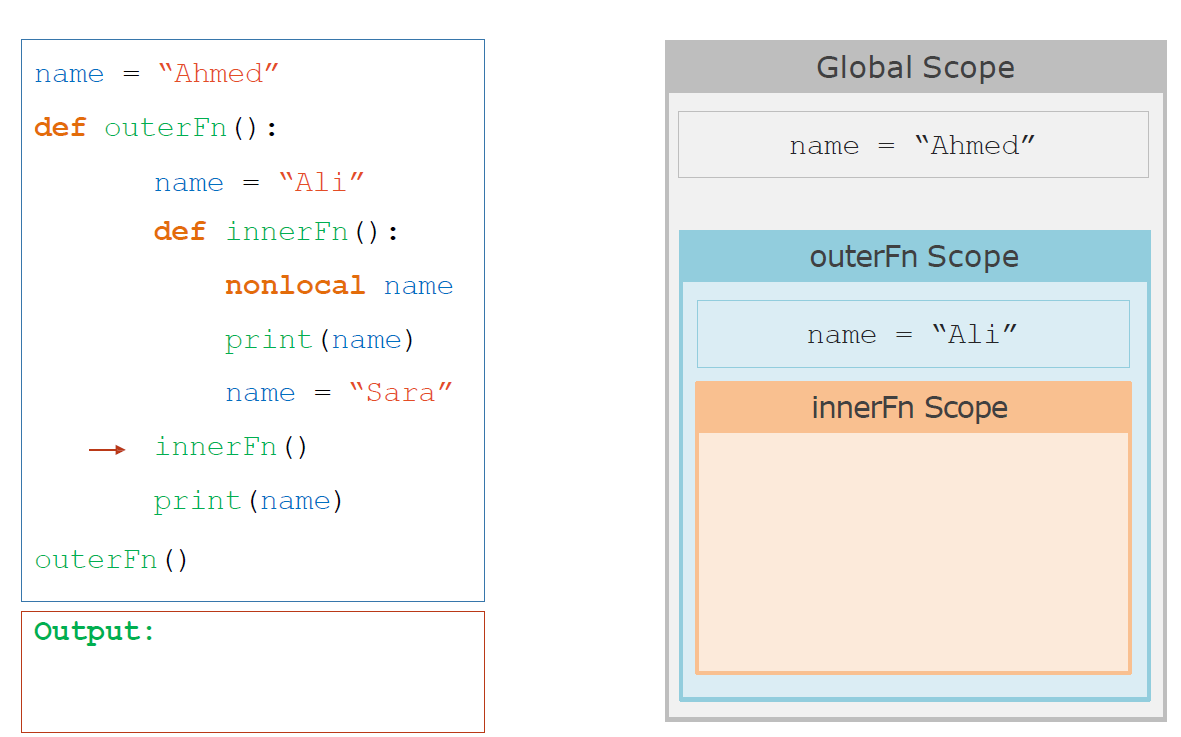 name = “Ahmed”
def outerFn():
name = “Ali”
def innerFn():
nonlocal name
print(name)
name = “Sara”
innerFn()
print(name)
outerFn()
Output:
Global Scope
name = “Ahmed”
outerFn Scope
name = “Ali”
innerFn Scope